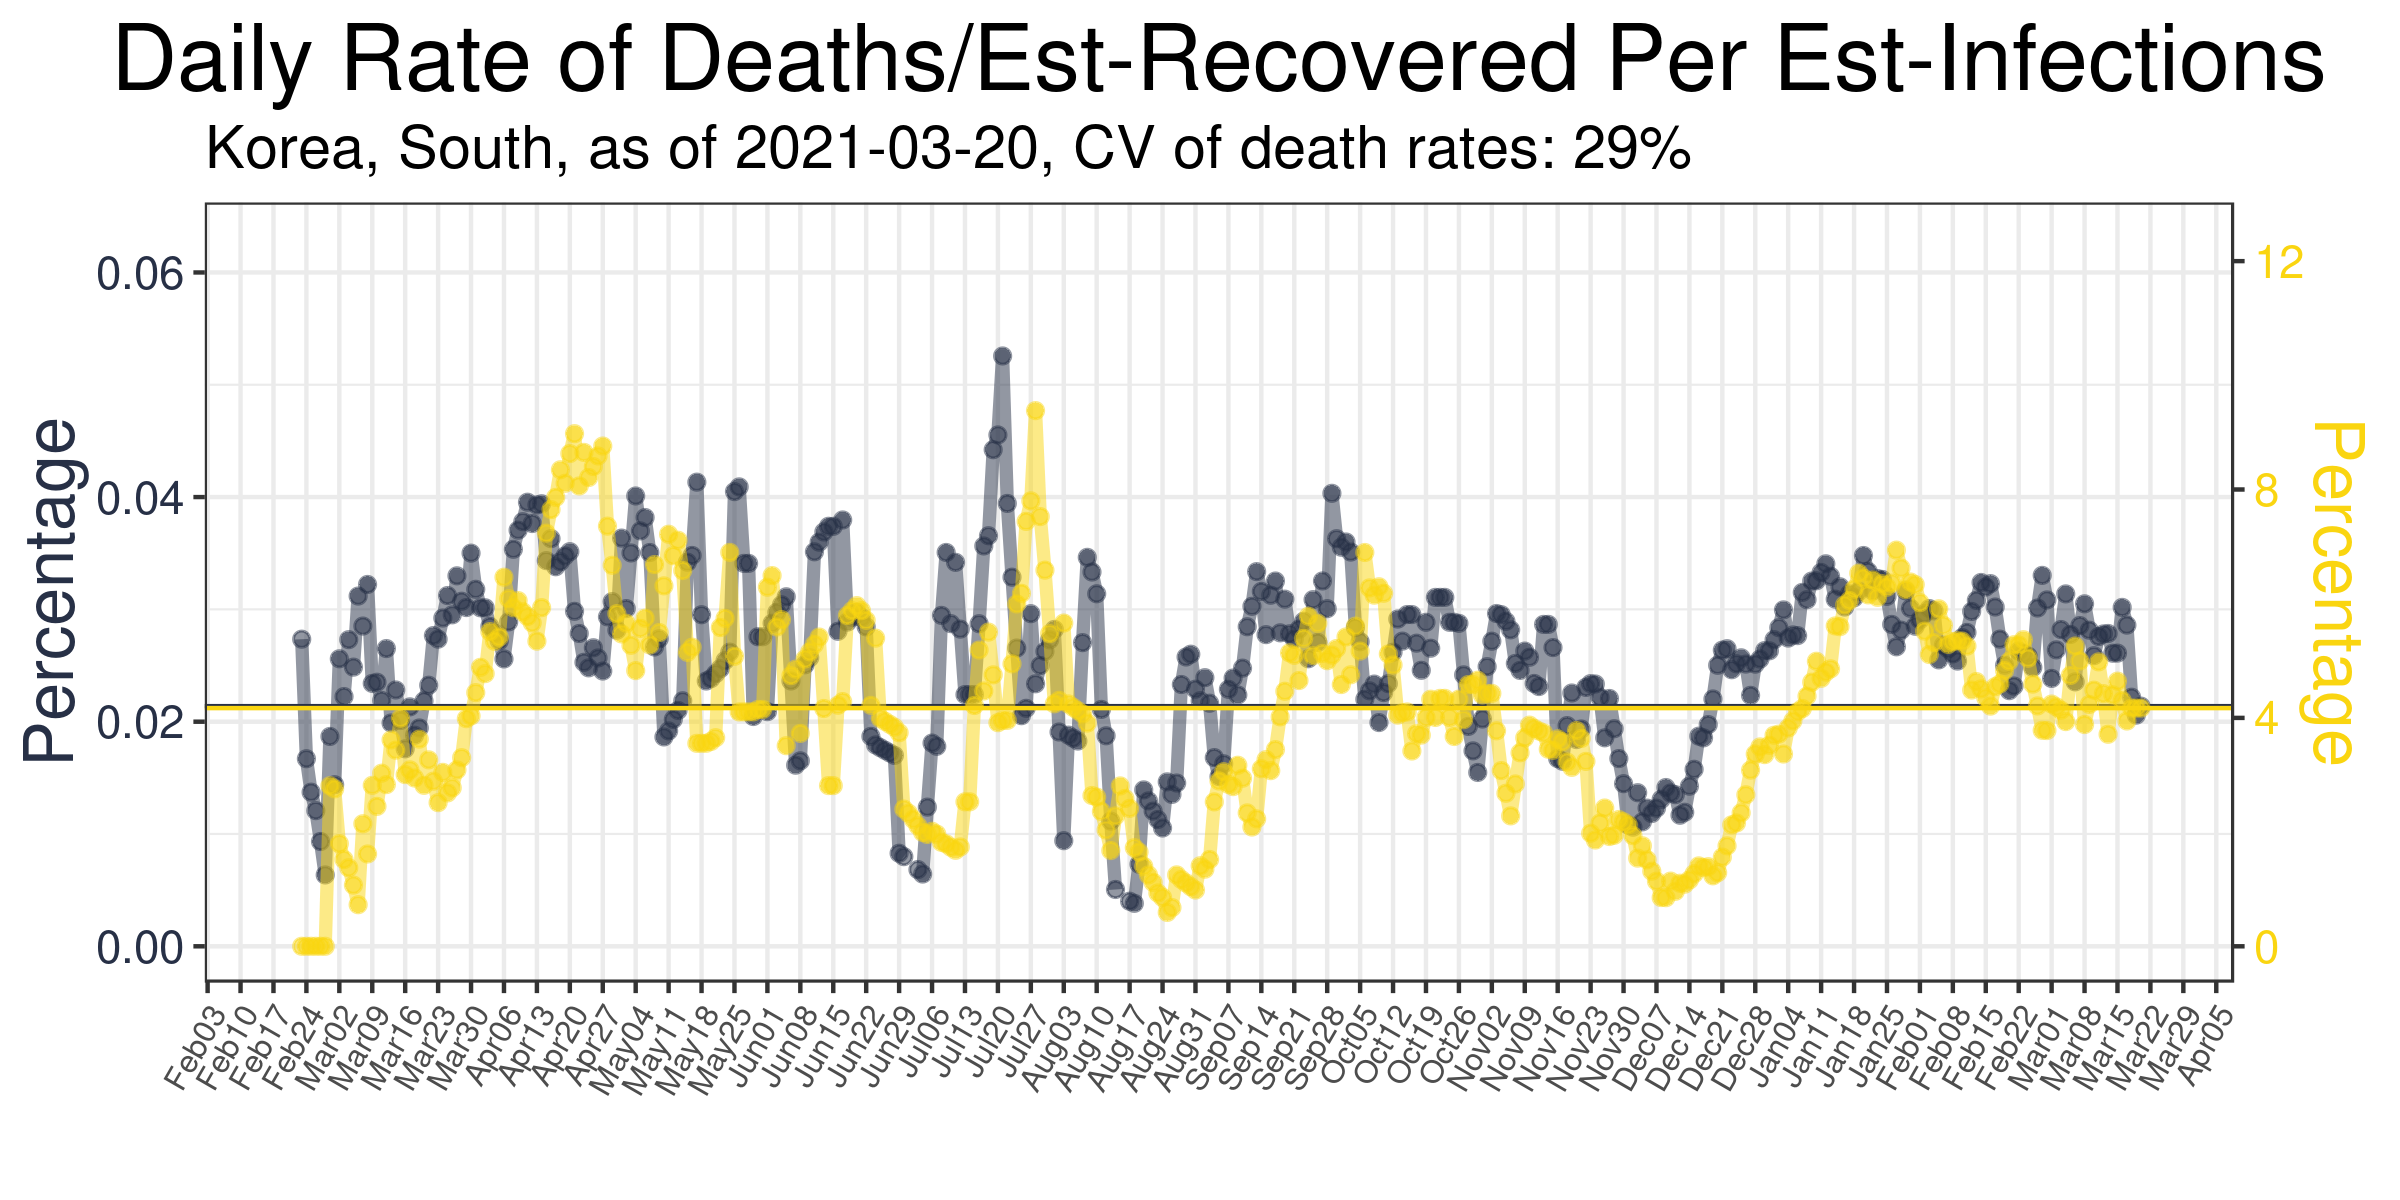 Daily Rate of Deaths/Est-Recovered Per Est-Infections
Korea, South, as of 2021-03-20, CV of death rates: 29%
Percentage
0.06
0.04
0.02
0.00
12
8
4
0
Percentage
Feb03 Feb10 Feb17 Feb24 Mar02 Mar09 Mar16 Mar23 Mar30 Apr06 Apr13 Apr20 Apr27 May04 May11 May18 May25 Jun01 Jun08 Jun15 Jun22 Jun29 Jul06 Jul13 Jul20 Jul27 Aug03 Aug10 Aug17 Aug24 Aug31 Sep07 Sep14 Sep21 Sep28 Oct05 Oct12 Oct19 Oct26 Nov02 Nov09 Nov16 Nov23 Nov30 Dec07 Dec14 Dec21 Dec28 Jan04 Jan11 Jan18 Jan25 Feb01 Feb08 Feb15 Feb22 Mar01 Mar08 Mar15 Mar22 Mar29 Apr05